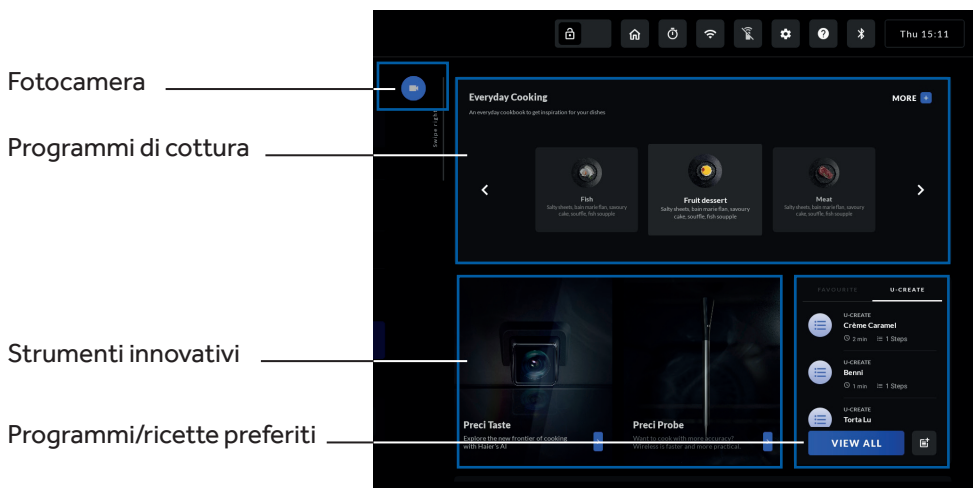 Thu 15:11
Fotocamera
Swipe right
Everyday Cooking
MORE +
An everyday cookbook to get inspiration for your dishes
Programmi di cottura
Fish
Salty sheets, bain marie flan, savoury
cake, souffle, fish soupple
Fruit dessert
Salty sheets, bain marie flan, savoury
cake, souffle, fish soupple
Meat
Salty sheets, bain marie flan, savoury
cake, souffle, fish soupple
Strumenti innovativi
Preci Taste
Explore the new frontier of cooking
with Haier's AI
Preci Probe
Want to cook with more accuracy?
Wireless is faster and more practical.
FAVOURITE U-CREATE
U-CREATE
Crème Caramel
2 min 1 Steps
U-CREATE
Benni
1 min 1 Steps
U-CREATE
Torta Lu
Programmi/ricette preferiti
VIEW ALL